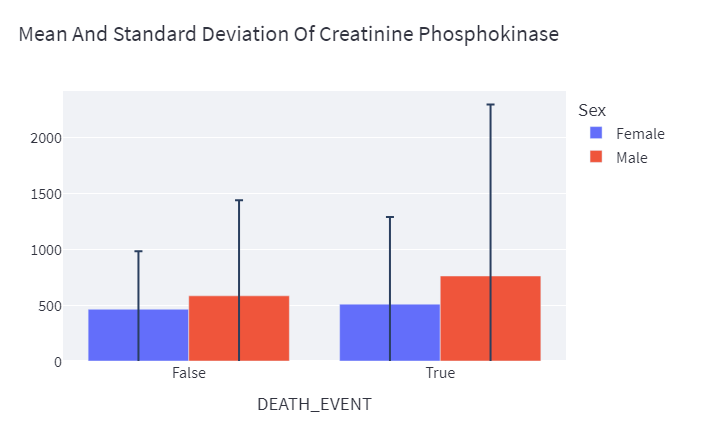 Mean And Standard Deviation Of Creatinine Phosphokinase
Sex
Female
Male
2000
1500
1000
500
0
False
True
DEATH_EVENT